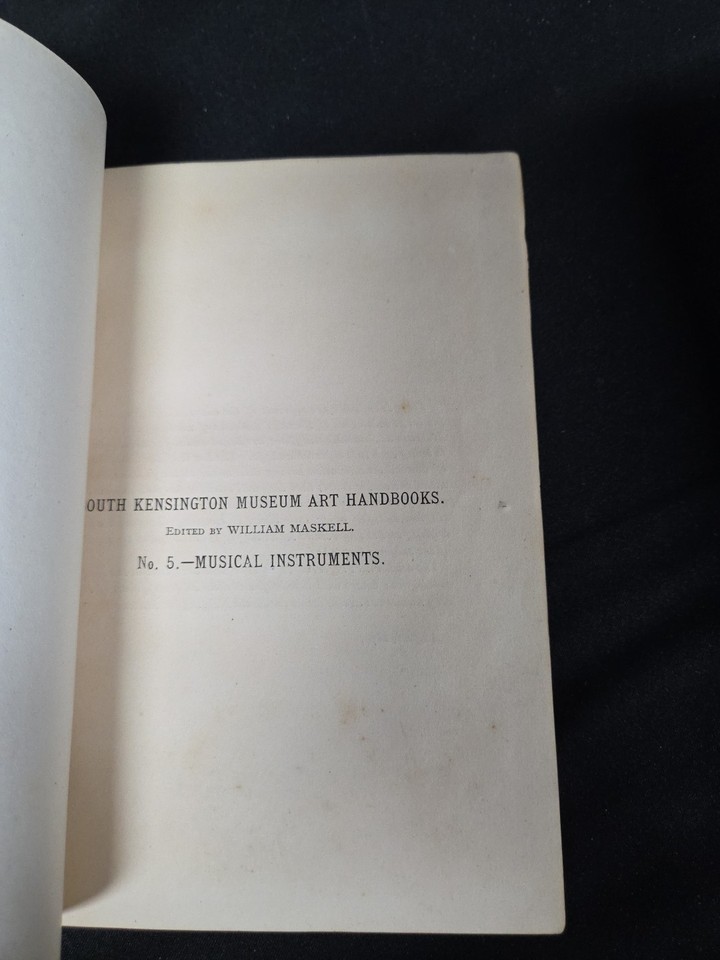 OUTH KENSINGTON MUSEUM ART HANDBOOKS.
EDITED BY WILLIAM MASKELL.
No. 5.—MUSICAL INSTRUMENTS.